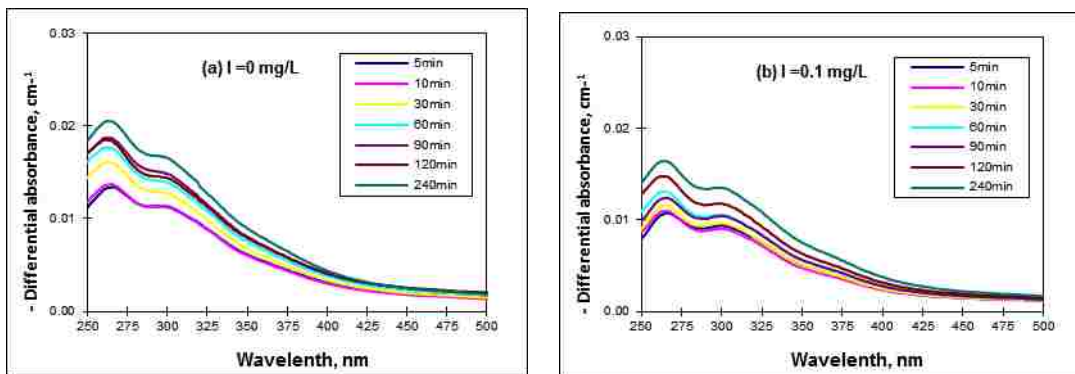 0.03
0.02
0.01
0.00
- Differential absorbance, cm-1
(a) I =0 mg/L
5min
10min
30min
60min
90min
120min
240min
250 275 300 325 350 375 400 425 450 475 500
Wavelenth, nm
0.03
0.02
0.01
0.00
- Differential absorbance, cm-1
(b) I =0.1 mg/L
5min
10min
30min
60min
90min
120min
240min
250 275 300 325 350 375 400 425 450 475 500
Wavelenth, nm